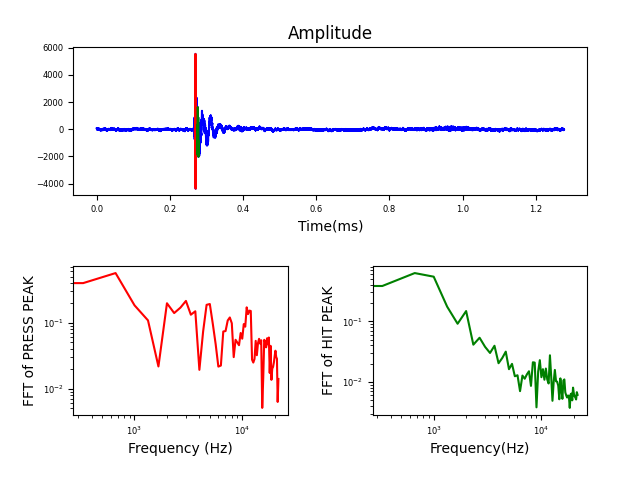 Amplitude
6000
4000
2000
0
−2000
−4000
0.0 0.2 0.4 0.6 0.8 1.0 1.2
Time(ms)
FFT of PRESS PEAK
10⁻¹
10⁻²
10³ 10⁴
Frequency (Hz)
FFT of HIT PEAK
10⁻¹
10⁻²
10³ 10⁴
Frequency(Hz)